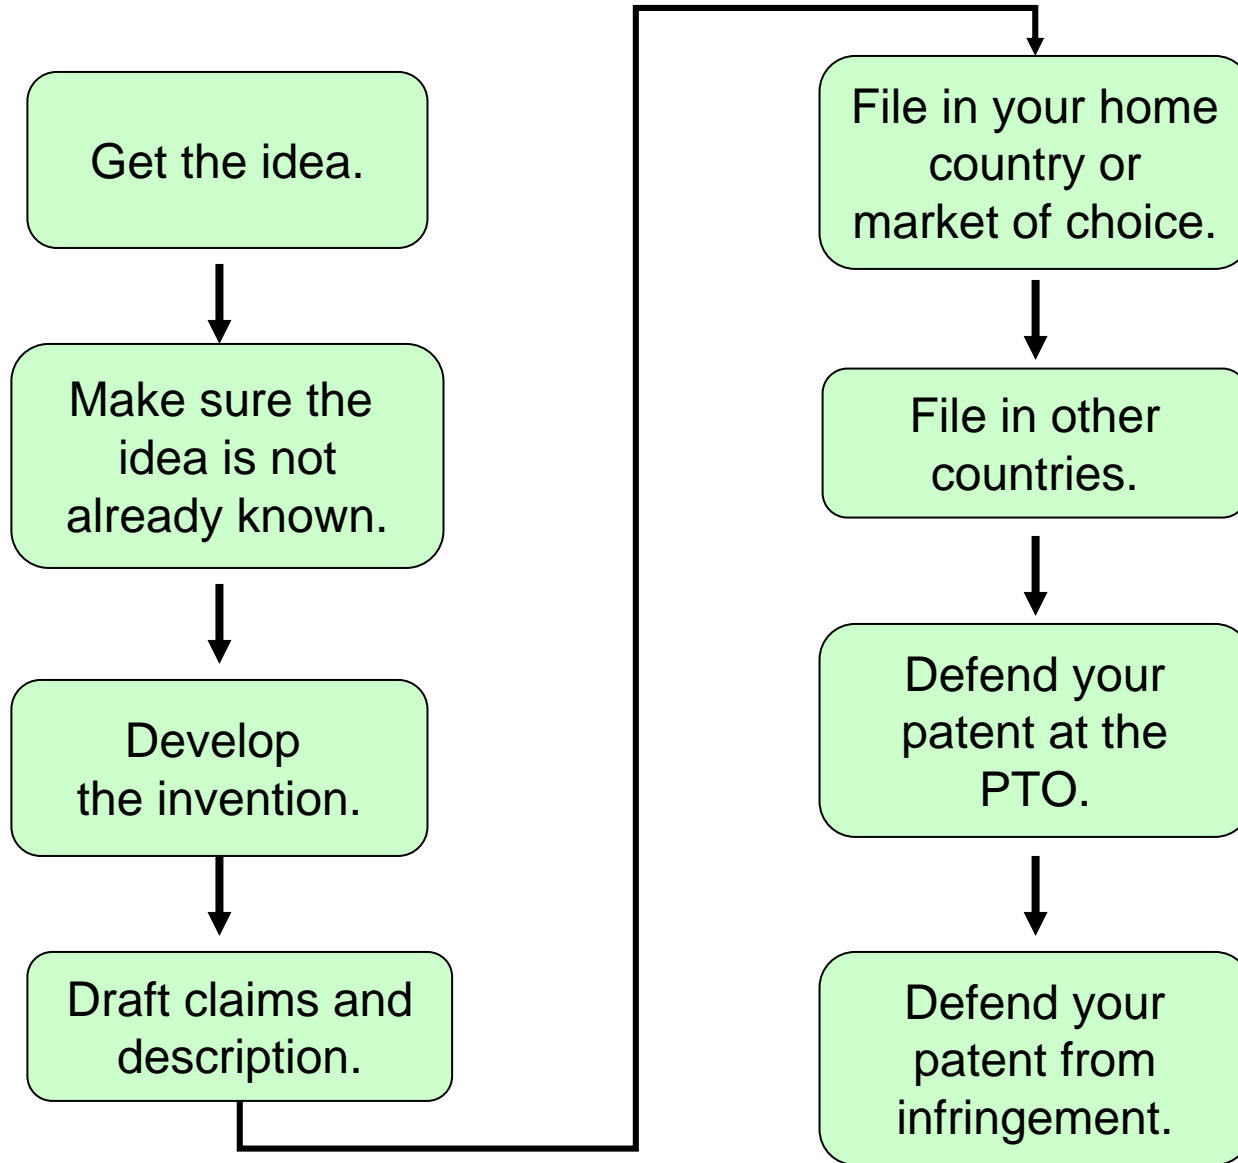 Get the idea.
Make sure the
idea is not
already known.
Develop
the invention.
Draft claims and
description.
File in your home
country or
market of choice.
File in other
countries.
Defend your
patent at the
PTO.
Defend your
patent from
infringement.